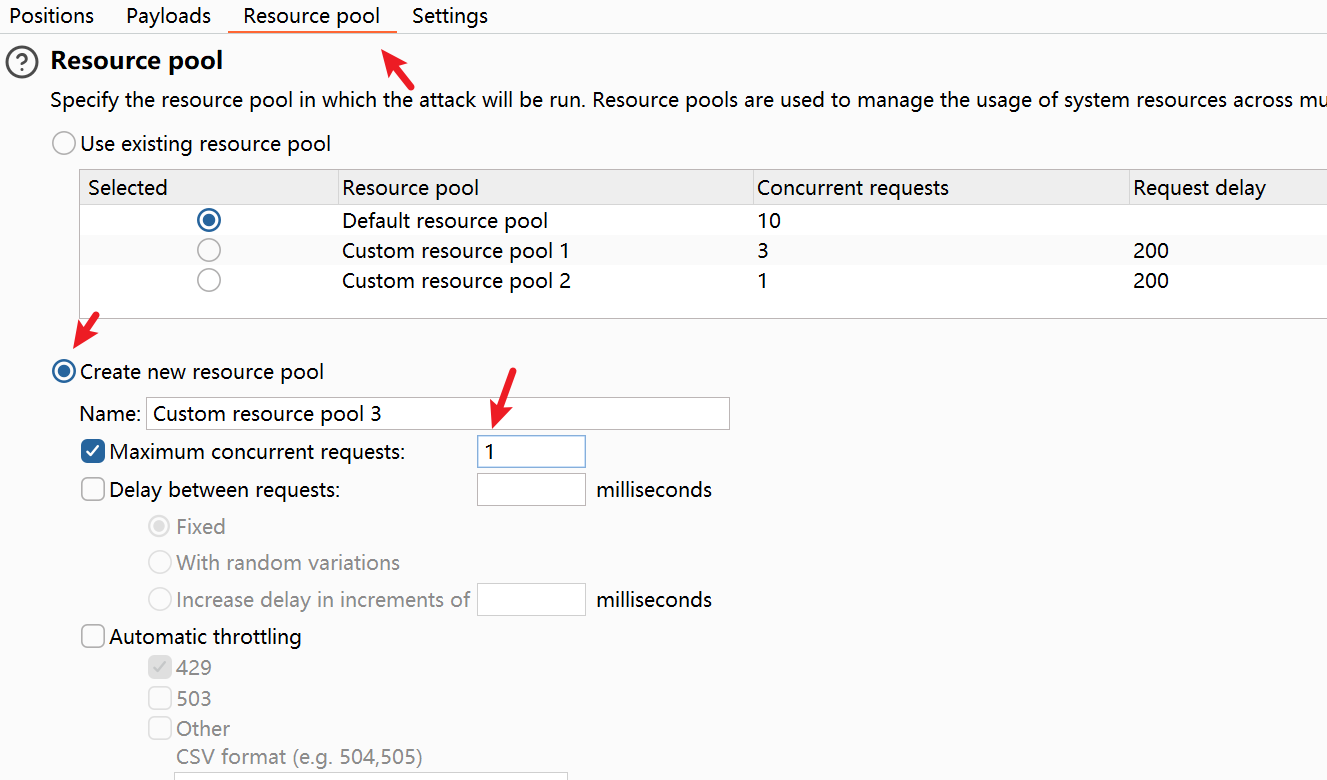 Positions Payloads Resource pool Settings
? Resource pool
Specify the resource pool in which the attack will be run. Resource pools are used to manage the usage of system resources across mu
Use existing resource pool
Selected Resource pool Concurrent requests Request delay
Default resource pool 10
Custom resource pool 1 3 200
Custom resource pool 2 1 200
Create new resource pool
Name: Custom resource pool 3
Maximum concurrent requests: 1
Delay between requests: milliseconds
Fixed
With random variations
Increase delay in increments of milliseconds
Automatic throttling
429
503
Other
CSV format (e.g. 504,505)